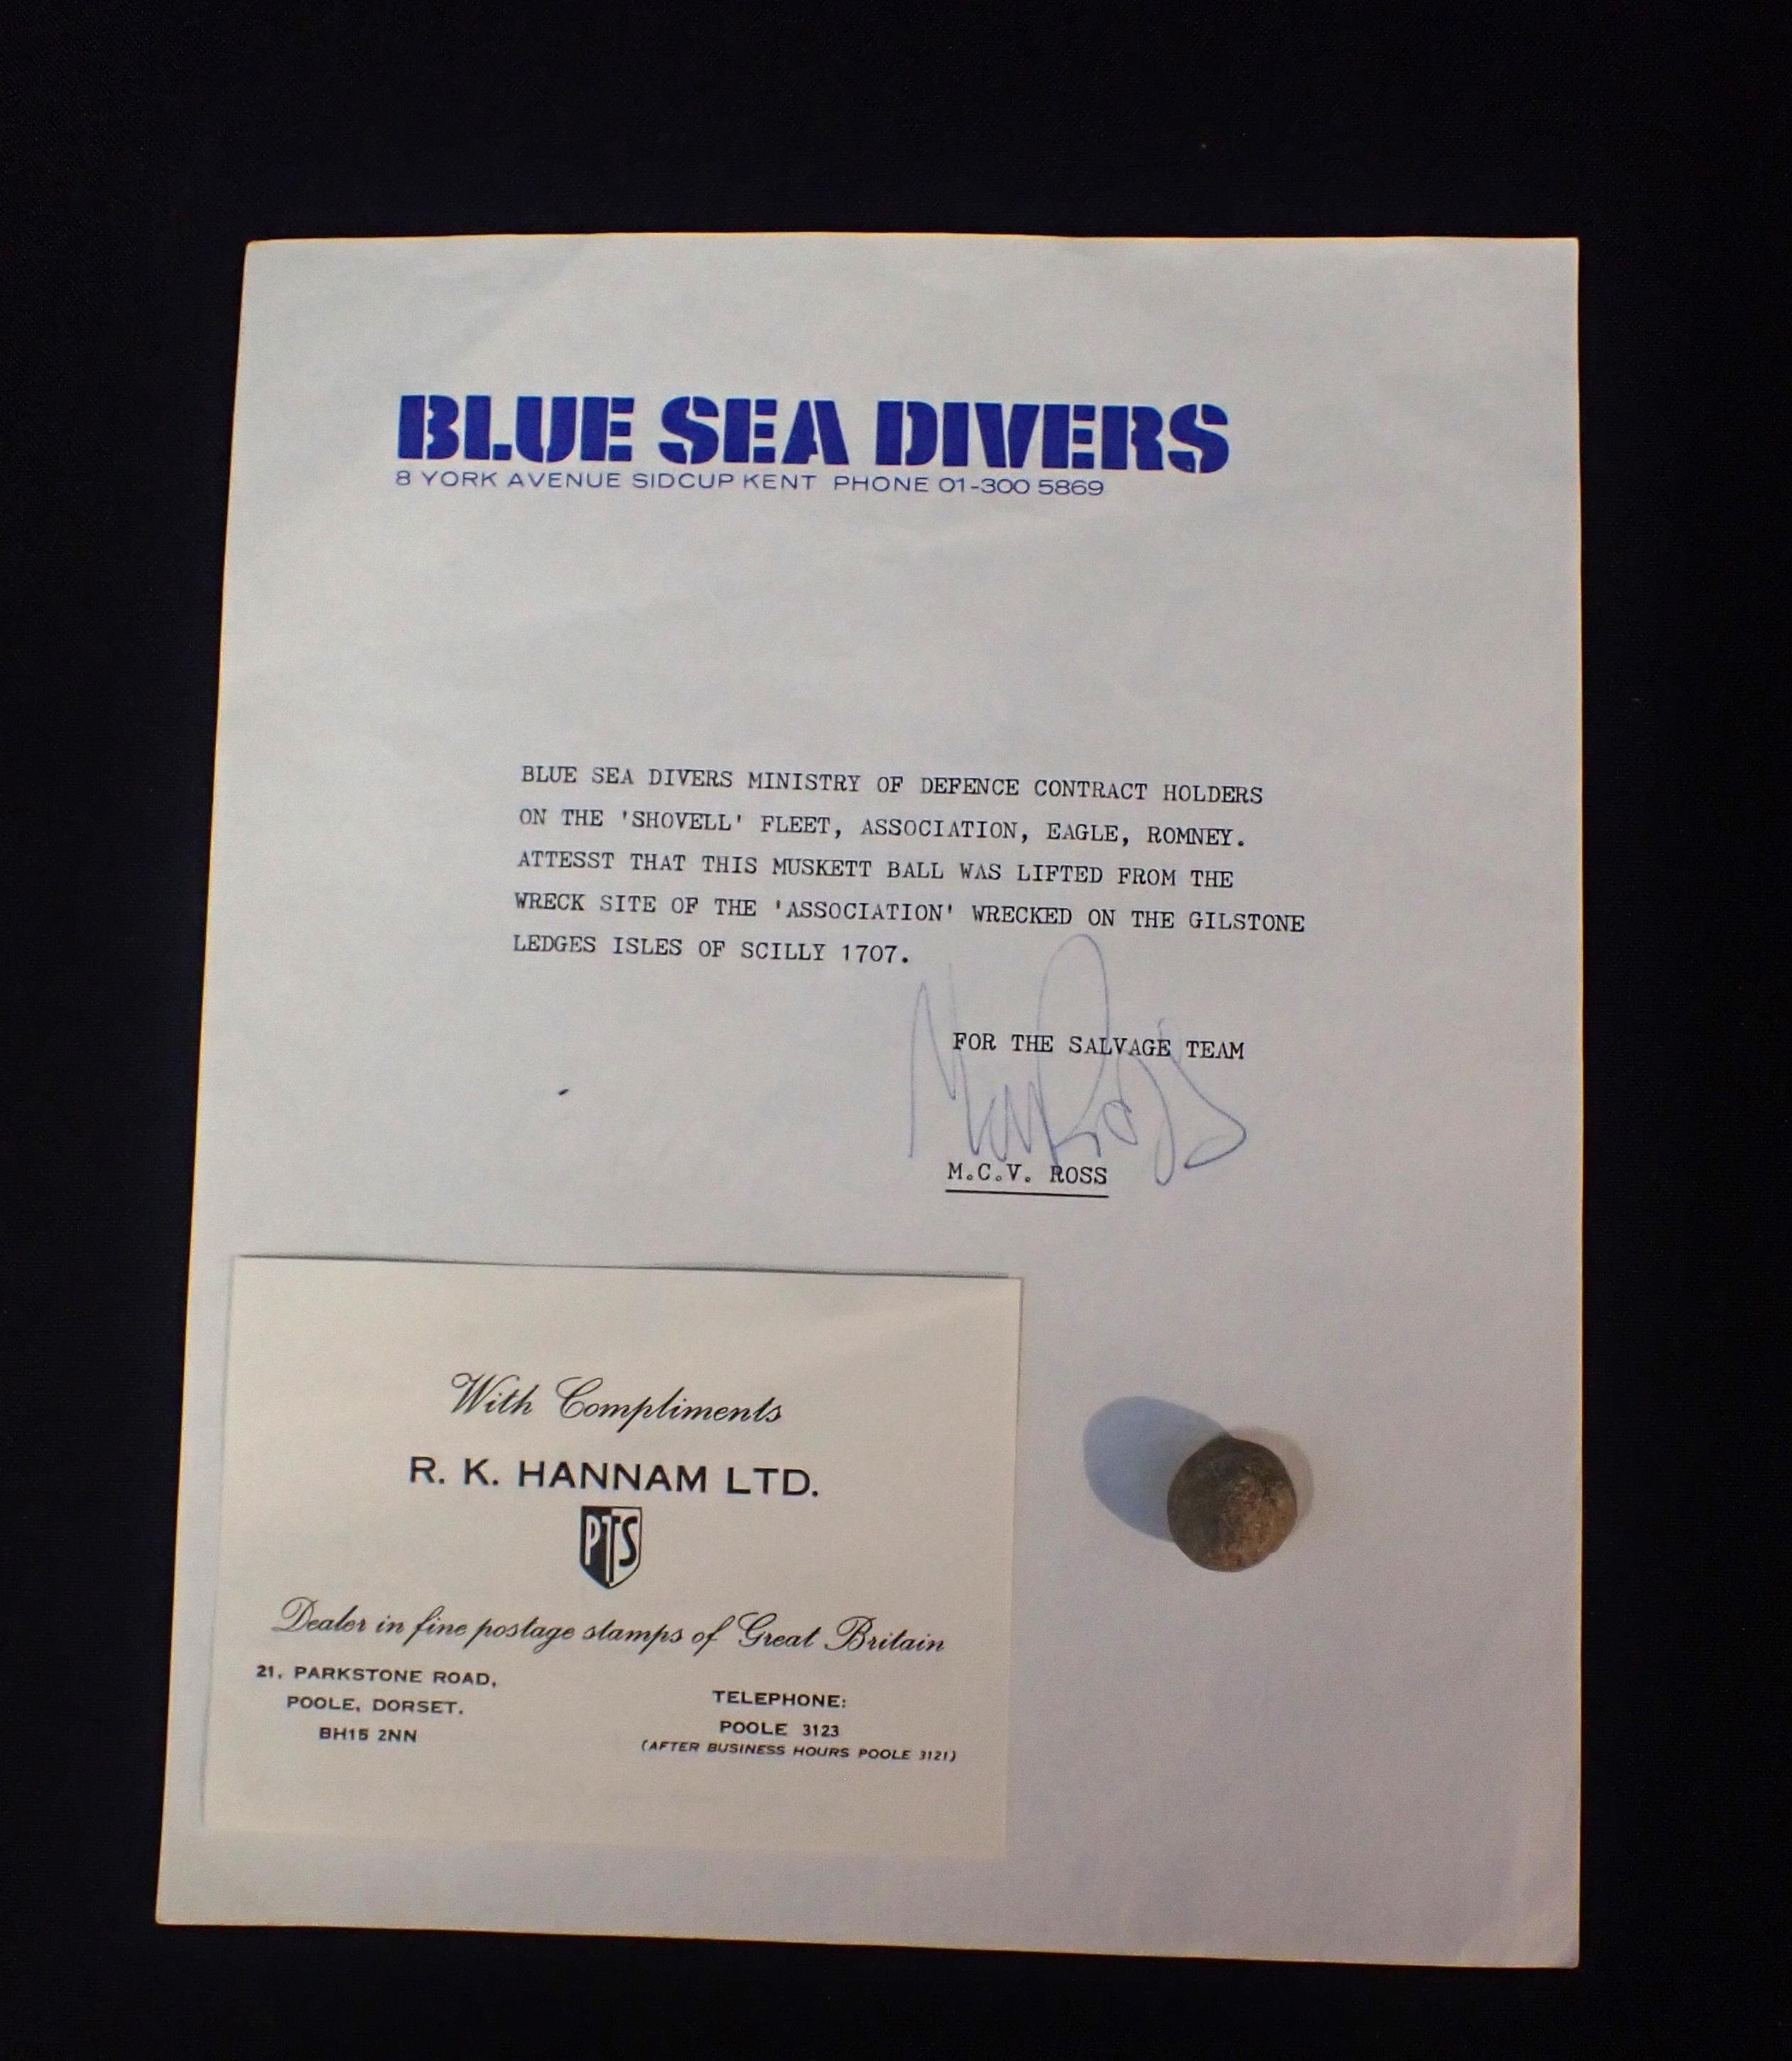 BLUE SEA DIVERS
8 YORK AVENUE SIDCUP KENT PHONE 01-300 5869
BLUE SEA DIVERS MINISTRY OF DEFENCE CONTRACT HOLDERS
ON THE 'SHOVELL' FLEET, ASSOCIATION, EAGLE, ROMNEY.
ATTESST THAT THIS MUSKETT BALL WAS LIFTED FROM THE
WRECK SITE OF THE 'ASSOCIATION' WRECKED ON THE GILSTONE
LEDGES ISLES OF SCILLY 1707.
FOR THE SALVAGE TEAM
M.C.V. ROSS
With Compliments
R. K. HANNAM LTD.
PTS
Dealer in fine postage stamps of Great Britain
21, PARKSTONE ROAD,
POOLE, DORSET.
BH15 2NN
TELEPHONE:
POOLE 3123
(AFTER BUSINESS HOURS POOLE 3121)